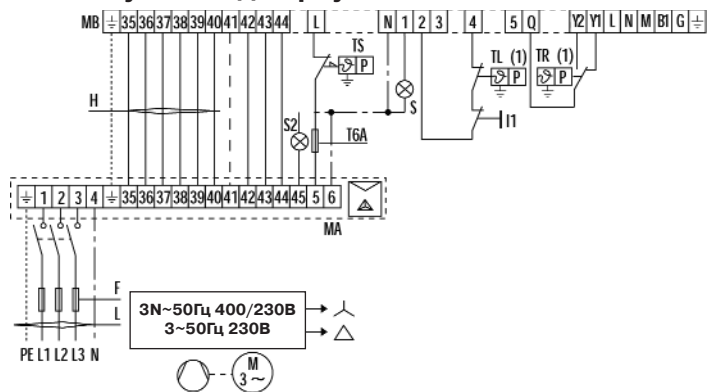 MB ⏚ 35 36 37 38 39 40 41 42 43 44 L N 1 2 3 4 5 Q Y2 Y1 L N M B1 G ⏚
TS
ϑ P
TL (1)
ϑ P
TR (1)
ϑ P
H
S
I1
S2
T6A
⏚ 1 2 3 4 ⏚ 35 36 37 38 39 40 41 42 43 44 45 5 6
MA
F
L
3N~50Гц 400/230В
3~50Гц 230В
PE L1 L2 L3 N
M
3~